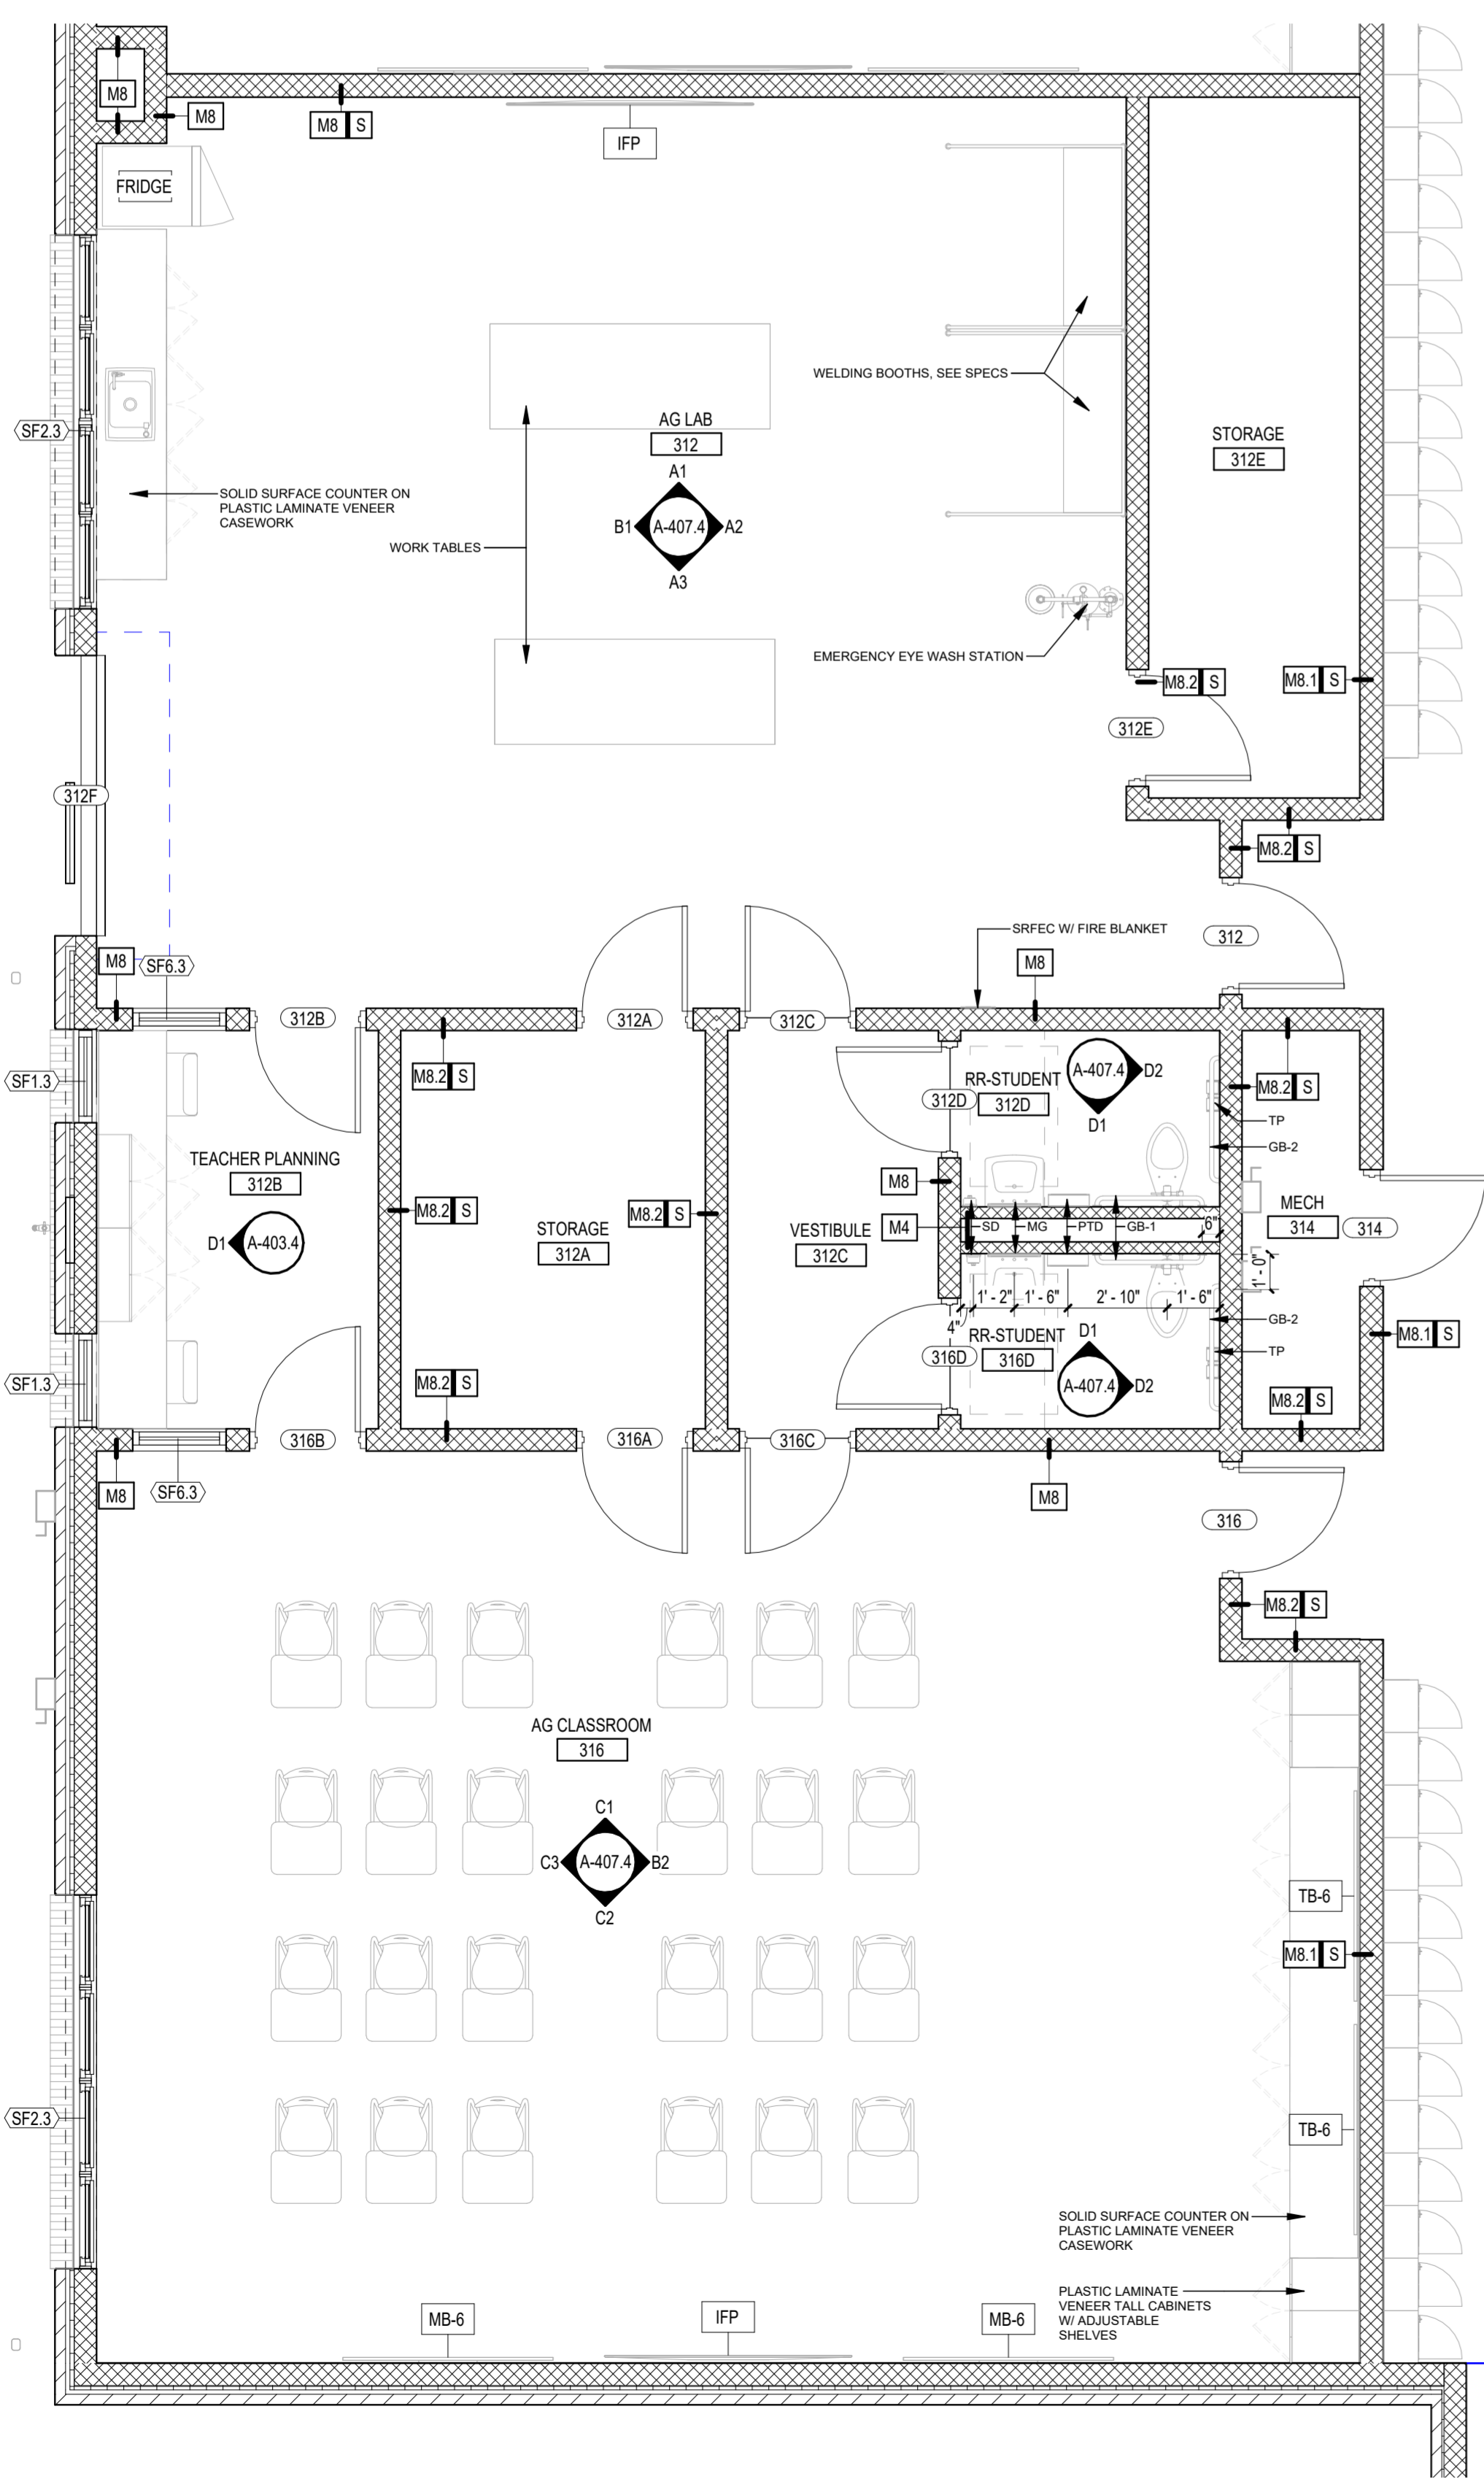 M8
M8
M8 S
IFP
FRIDGE
WELDING BOOTHS, SEE SPECS
AG LAB
312
STORAGE
312E
SF2.3
A1
B1 A-407.4 A2
A3
SOLID SURFACE COUNTER ON
PLASTIC LAMINATE VENEER
CASEWORK
WORK TABLES
EMERGENCY EYE WASH STATION
M8.2 S
M8.1 S
312E
312F
M8.2 S
SRFEC W/ FIRE BLANKET
312
M8
SF6.3
M8
312B
312A
312C
SF1.3
M8.2 S
RR-STUDENT
312D
312D
A-407.4 D2
D1
M8.2 S
TP
GB-2
TEACHER PLANNING
312B
M8
M8.2 S
STORAGE
312A
M8.2 S
VESTIBULE
312C
M4
SD
MG
PTD
GB-1
6"
MECH
314
314
D1 A-403.4
1' - 0"
4"
1' - 2"
1' - 6"
2' - 10"
1' - 6"
GB-2
RR-STUDENT
316D
316D
D1
A-407.4 D2
TP
M8.1 S
SF1.3
M8.2 S
M8.2 S
316B
316A
316C
M8
SF6.3
M8
316
M8.2 S
AG CLASSROOM
316
C1
C3 A-407.4 B2
C2
TB-6
M8.1 S
SF2.3
TB-6
SOLID SURFACE COUNTER ON
PLASTIC LAMINATE VENEER
CASEWORK
PLASTIC LAMINATE
VENEER TALL CABINETS
W/ ADJUSTABLE
SHELVES
MB-6
IFP
MB-6